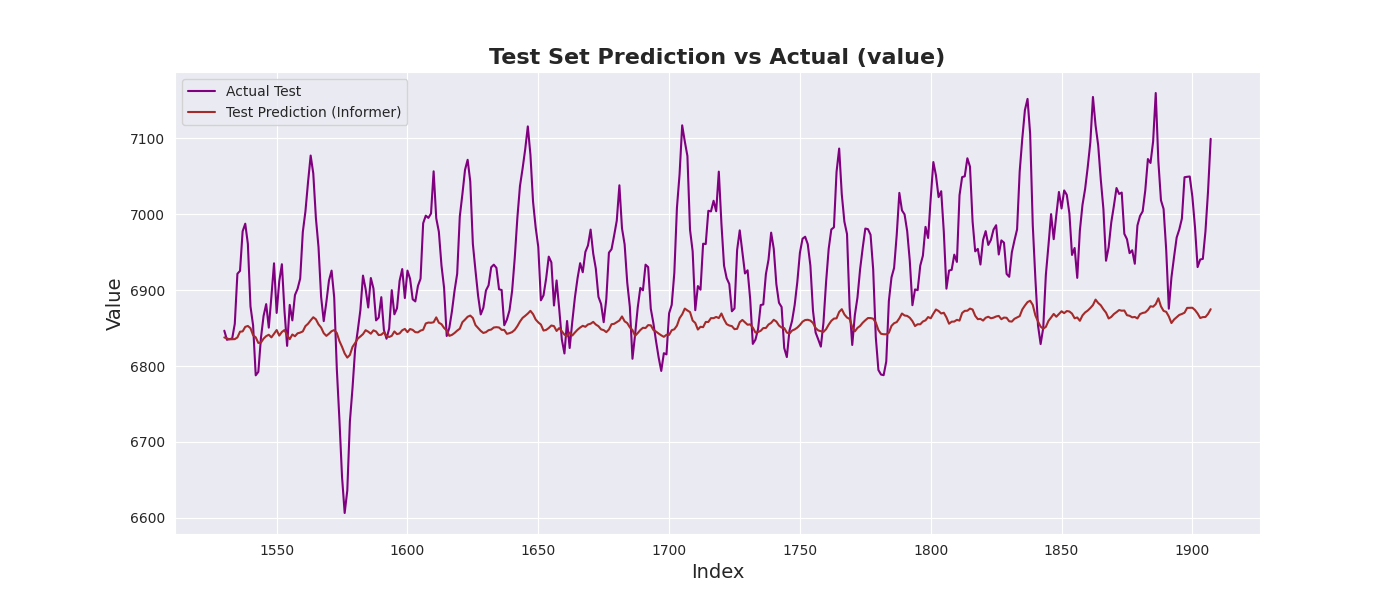 Test Set Prediction vs Actual (value)
Actual Test
Test Prediction (Informer)
7100
7000
6900
6800
6700
6600
Value
1550 1600 1650 1700 1750 1800 1850 1900
Index